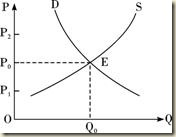 P D S
P₂
P₀ E
P₁
O Q₀ Q